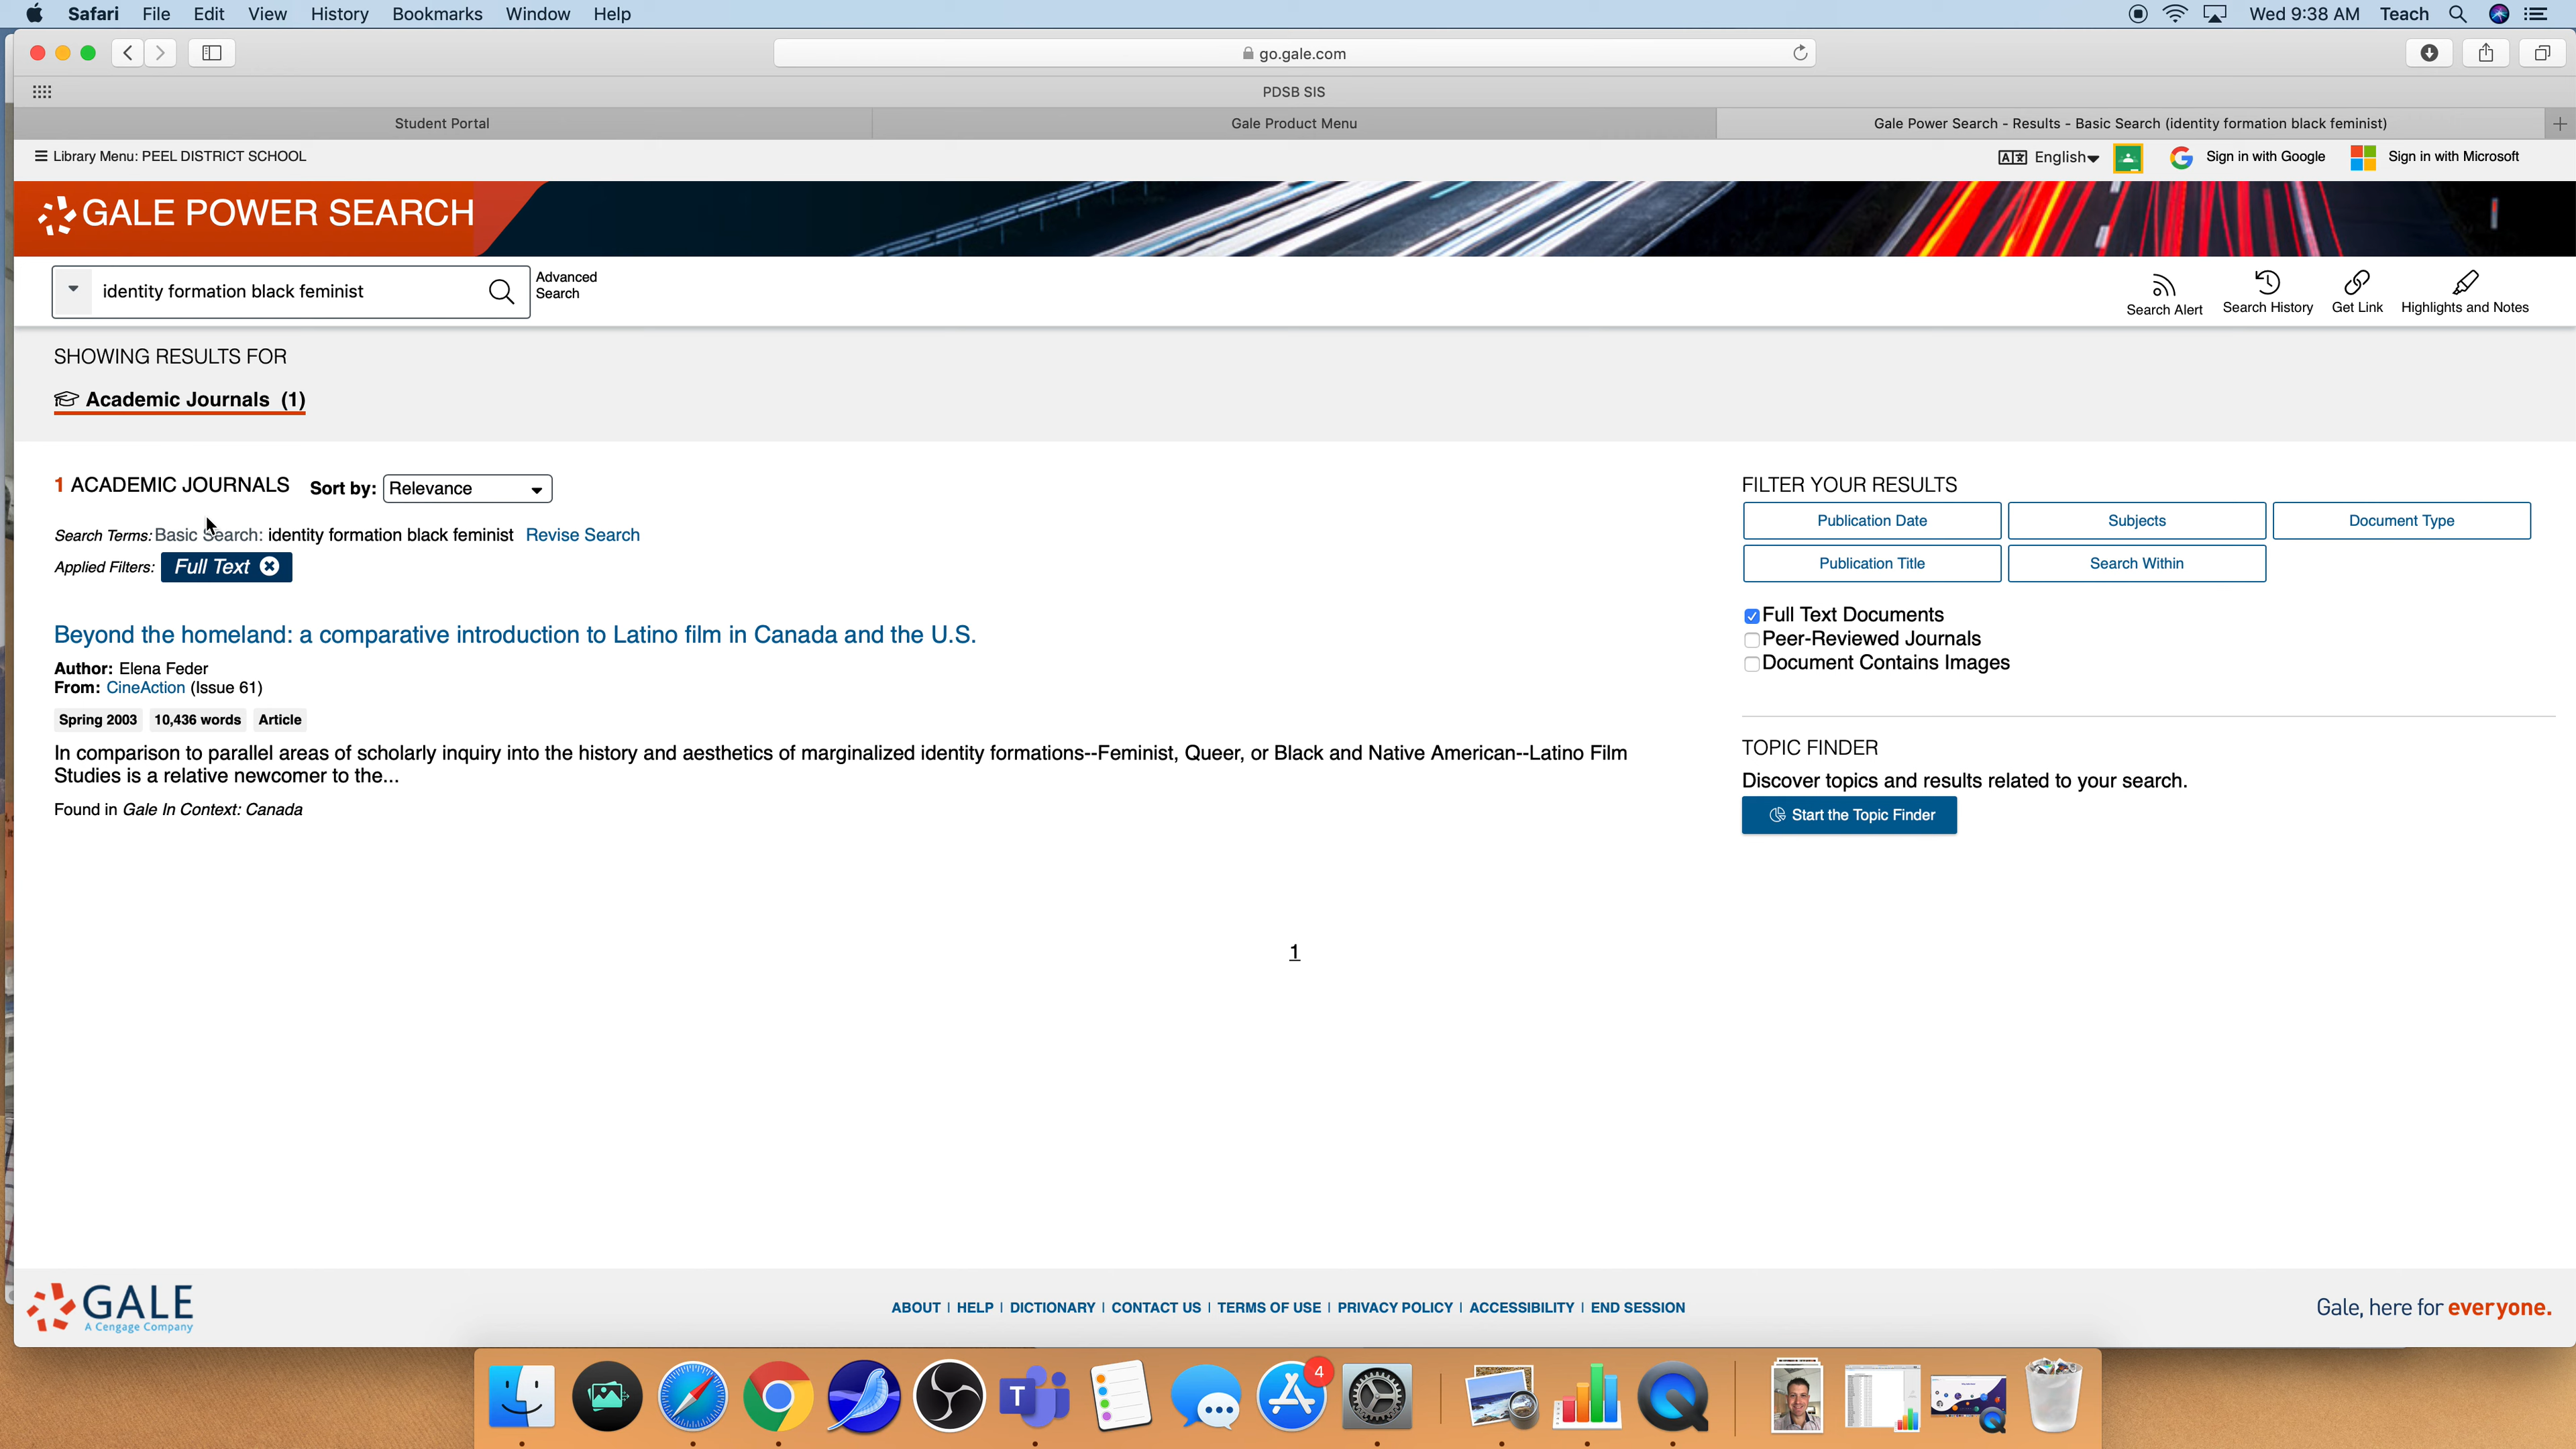 Safari File Edit View History Bookmarks Window Help
Wed 9:38 AM Teach
go.gale.com
PDSB SIS
Student Portal
Gale Product Menu
Gale Power Search - Results - Basic Search (identity formation black feminist)
Library Menu: PEEL DISTRICT SCHOOL
English
Sign in with Google
Sign in with Microsoft
GALE POWER SEARCH
identity formation black feminist
Advanced
Search
Search Alert
Search History
Get Link
Highlights and Notes
SHOWING RESULTS FOR
Academic Journals (1)
1 ACADEMIC JOURNALS
Sort by: Relevance
Search Terms: Basic Search: identity formation black feminist Revise Search
Applied Filters: Full Text
Beyond the homeland: a comparative introduction to Latino film in Canada and the U.S.
Author: Elena Feder
From: CineAction (Issue 61)
Spring 2003 10,436 words Article
In comparison to parallel areas of scholarly inquiry into the history and aesthetics of marginalized identity formations--Feminist, Queer, or Black and Native American--Latino Film
Studies is a relative newcomer to the...
Found in Gale In Context: Canada
1
FILTER YOUR RESULTS
Publication Date
Subjects
Document Type
Publication Title
Search Within
Full Text Documents
Peer-Reviewed Journals
Document Contains Images
TOPIC FINDER
Discover topics and results related to your search.
Start the Topic Finder
GALE
A Cengage Company
ABOUT | HELP | DICTIONARY | CONTACT US | TERMS OF USE | PRIVACY POLICY | ACCESSIBILITY | END SESSION
Gale, here for everyone.
T
4